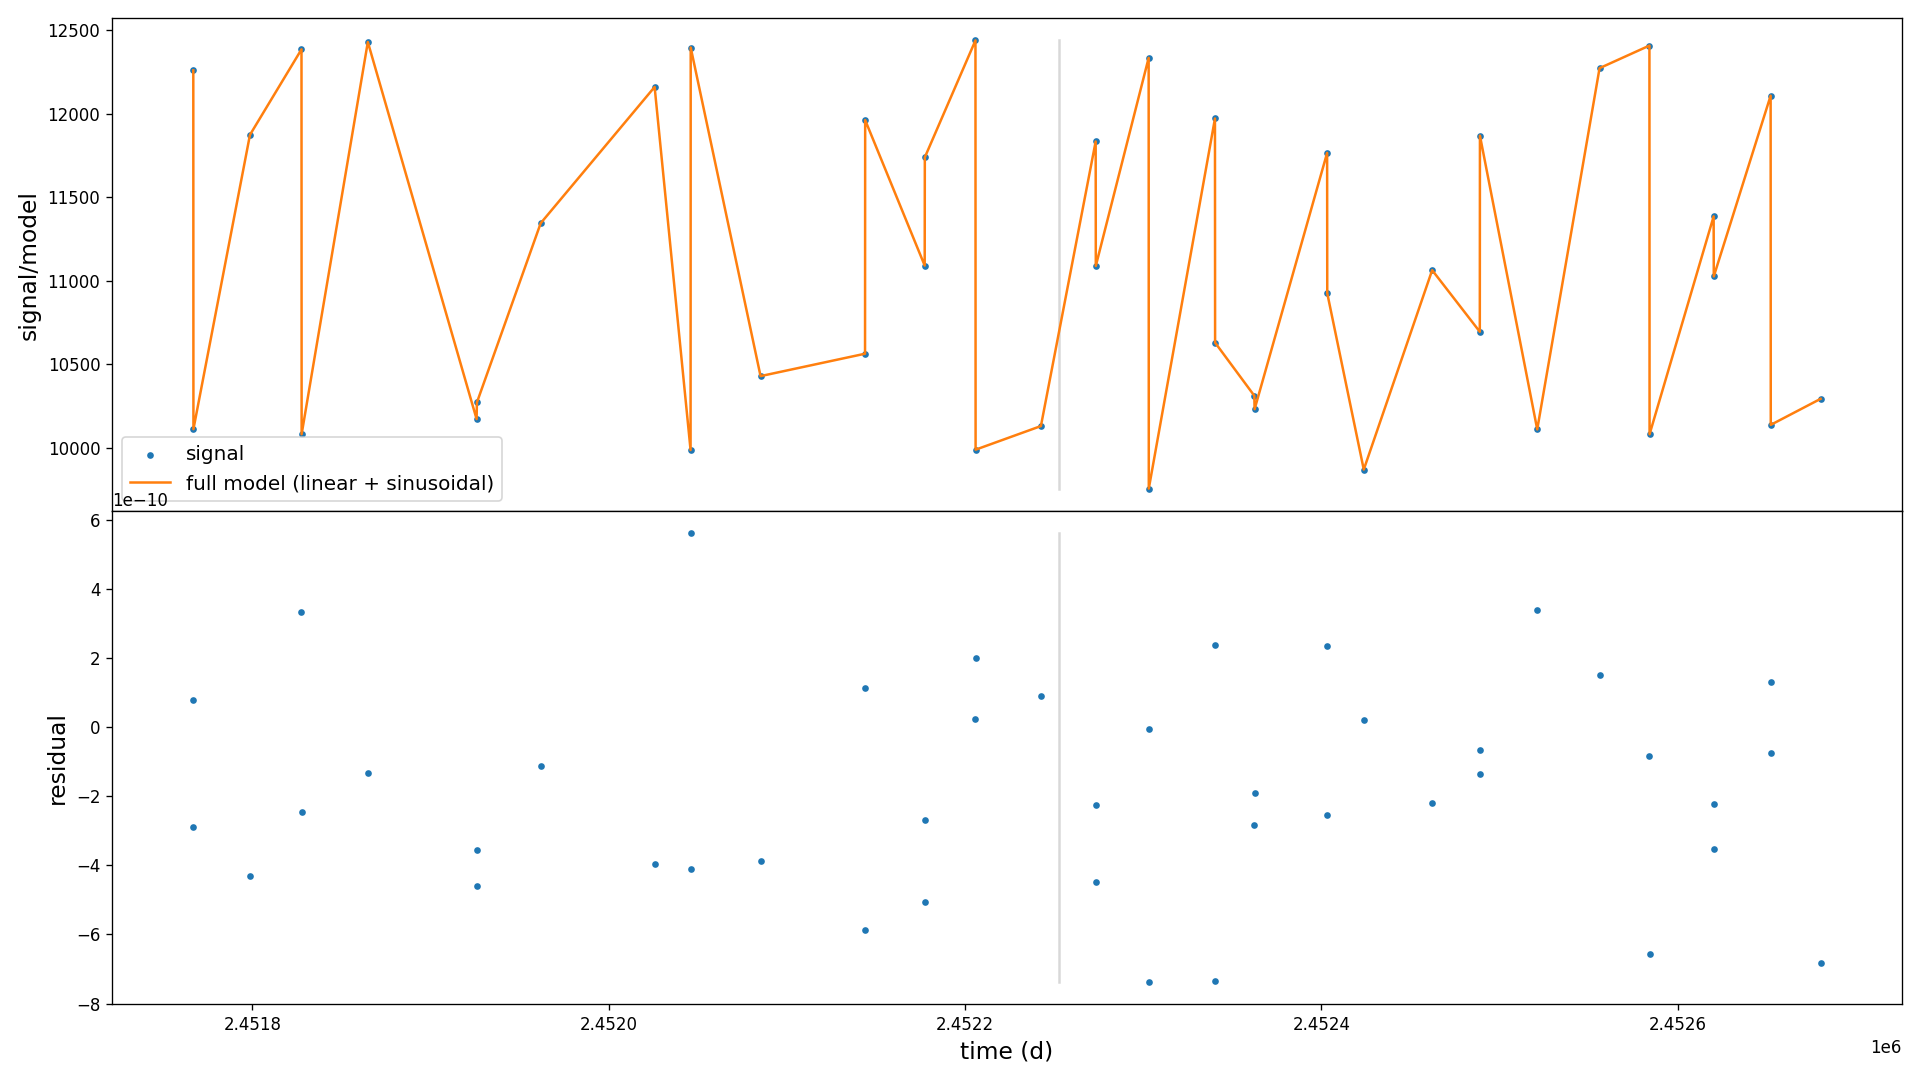 12500
12000
11500
11000
10500
10000
signal/model
signal
full model (linear + sinusoidal)
1e−10
6
4
2
0
−2
−4
−6
−8
residual
2.4518
2.4520
2.4522
2.4524
2.4526
time (d)
1e6